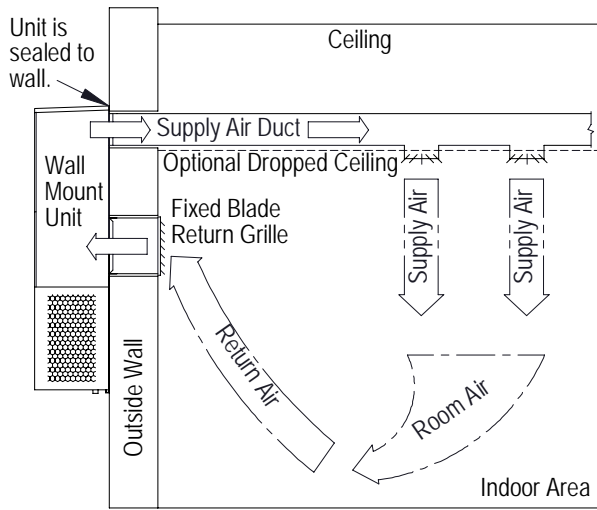 Unit is
sealed to
wall.
Ceiling
Supply Air Duct
Optional Dropped Ceiling
Wall
Mount
Unit
Fixed Blade
Return Grille
Supply Air
Supply Air
Return Air
Room Air
Outside Wall
Indoor Area